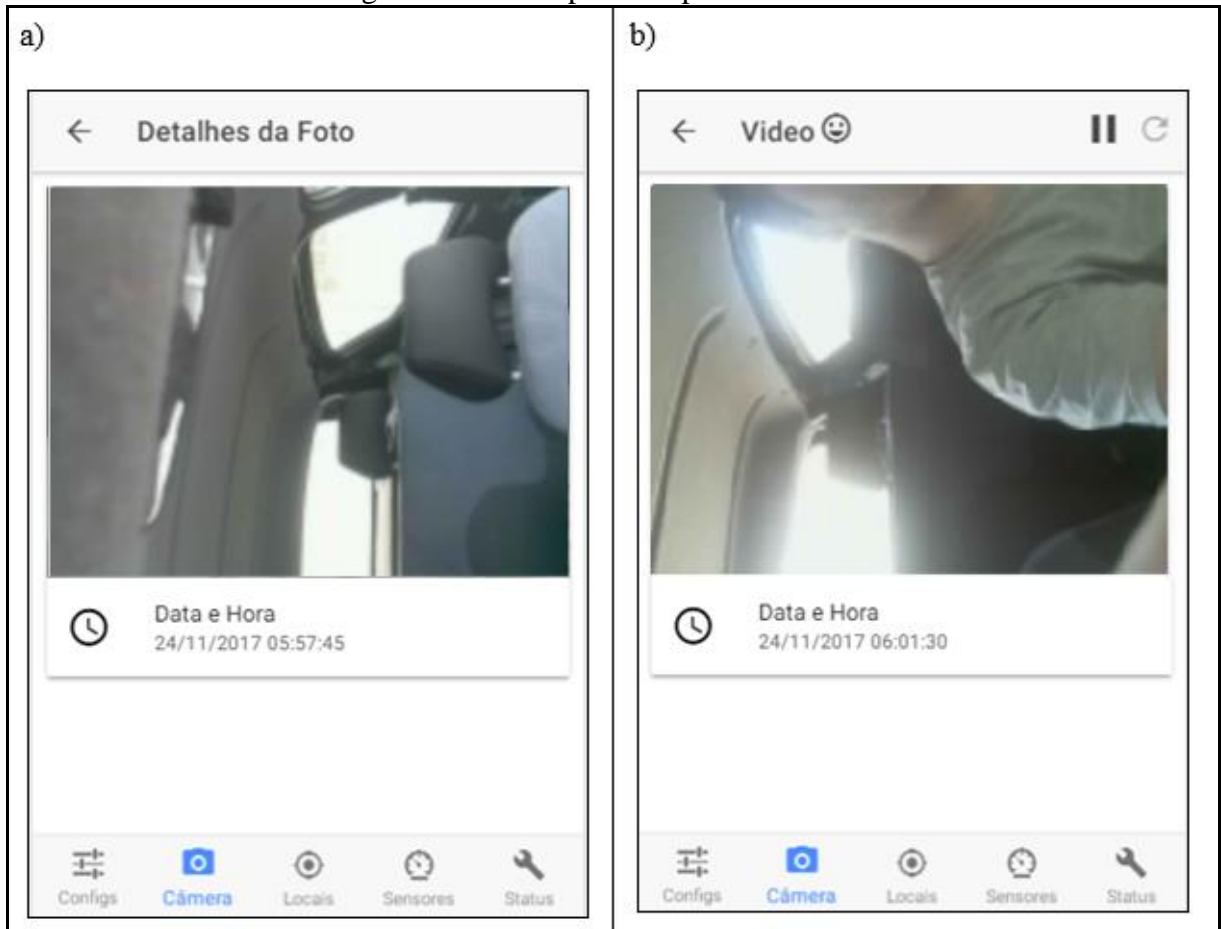 a)
b)
← Detalhes da Foto
Video
Data e Hora
24/11/2017 05:57:45
Data e Hora
24/11/2017 06:01:30
Configs Câmera Locais Sensores Status
Configs Câmera Locais Sensores Status